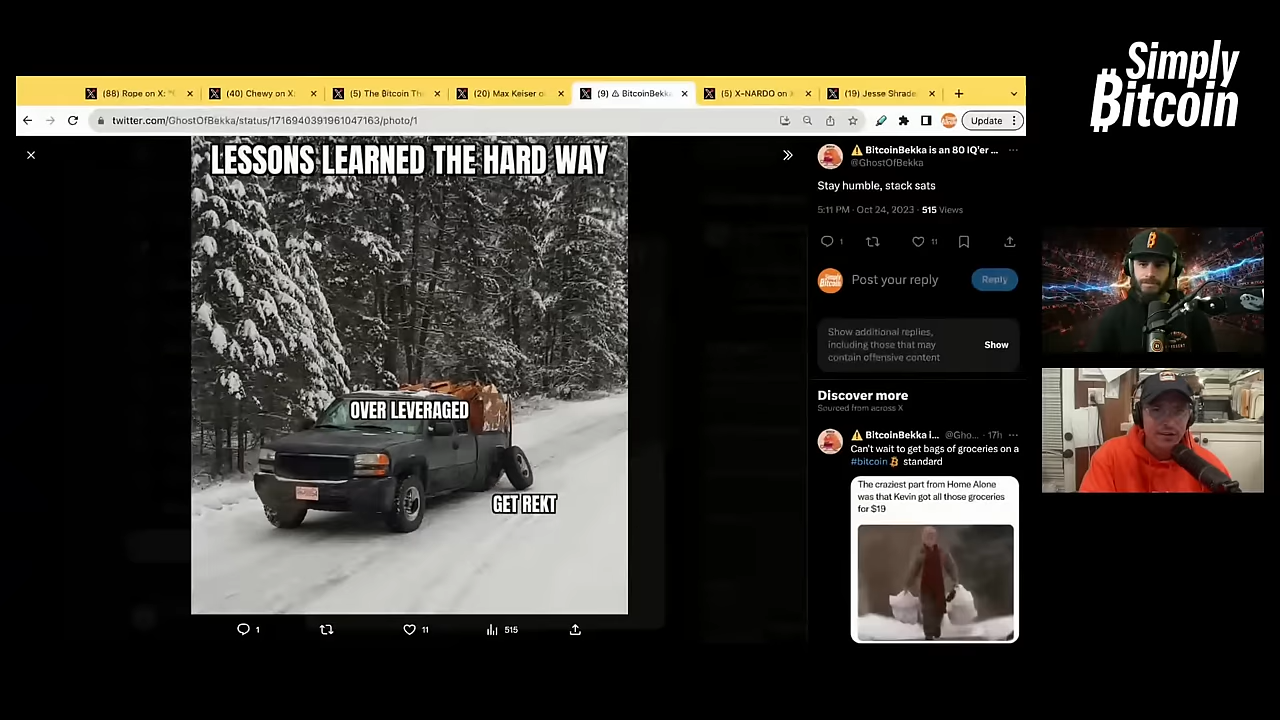 Simply
Bitcoin
(88) Rope on X: "
(40) Chewy on X:
(5) The Bitcoin Th
(20) Max Keiser o
(9) ⚠ BitcoinBekk
(5) X-NARDO on
(19) Jesse Shrade
twitter.com/GhostOfBekka/status/1716940391961047163/photo/1
Update
LESSONS LEARNED THE HARD WAY
OVER LEVERAGED
GET REKT
1
11
515
⚠ BitcoinBekka is an 80 IQ'er ...
@GhostOfBekka
Stay humble, stack sats
5:11 PM · Oct 24, 2023 · 515 Views
1
11
Post your reply
Reply
Show additional replies,
including those that may
contain offensive content
Show
Discover more
Sourced from across X
⚠ BitcoinBekka i... @Gho... · 17h
Can't wait to get bags of groceries on a
#bitcoin standard
The craziest part from Home Alone
was that Kevin got all those groceries
for $19